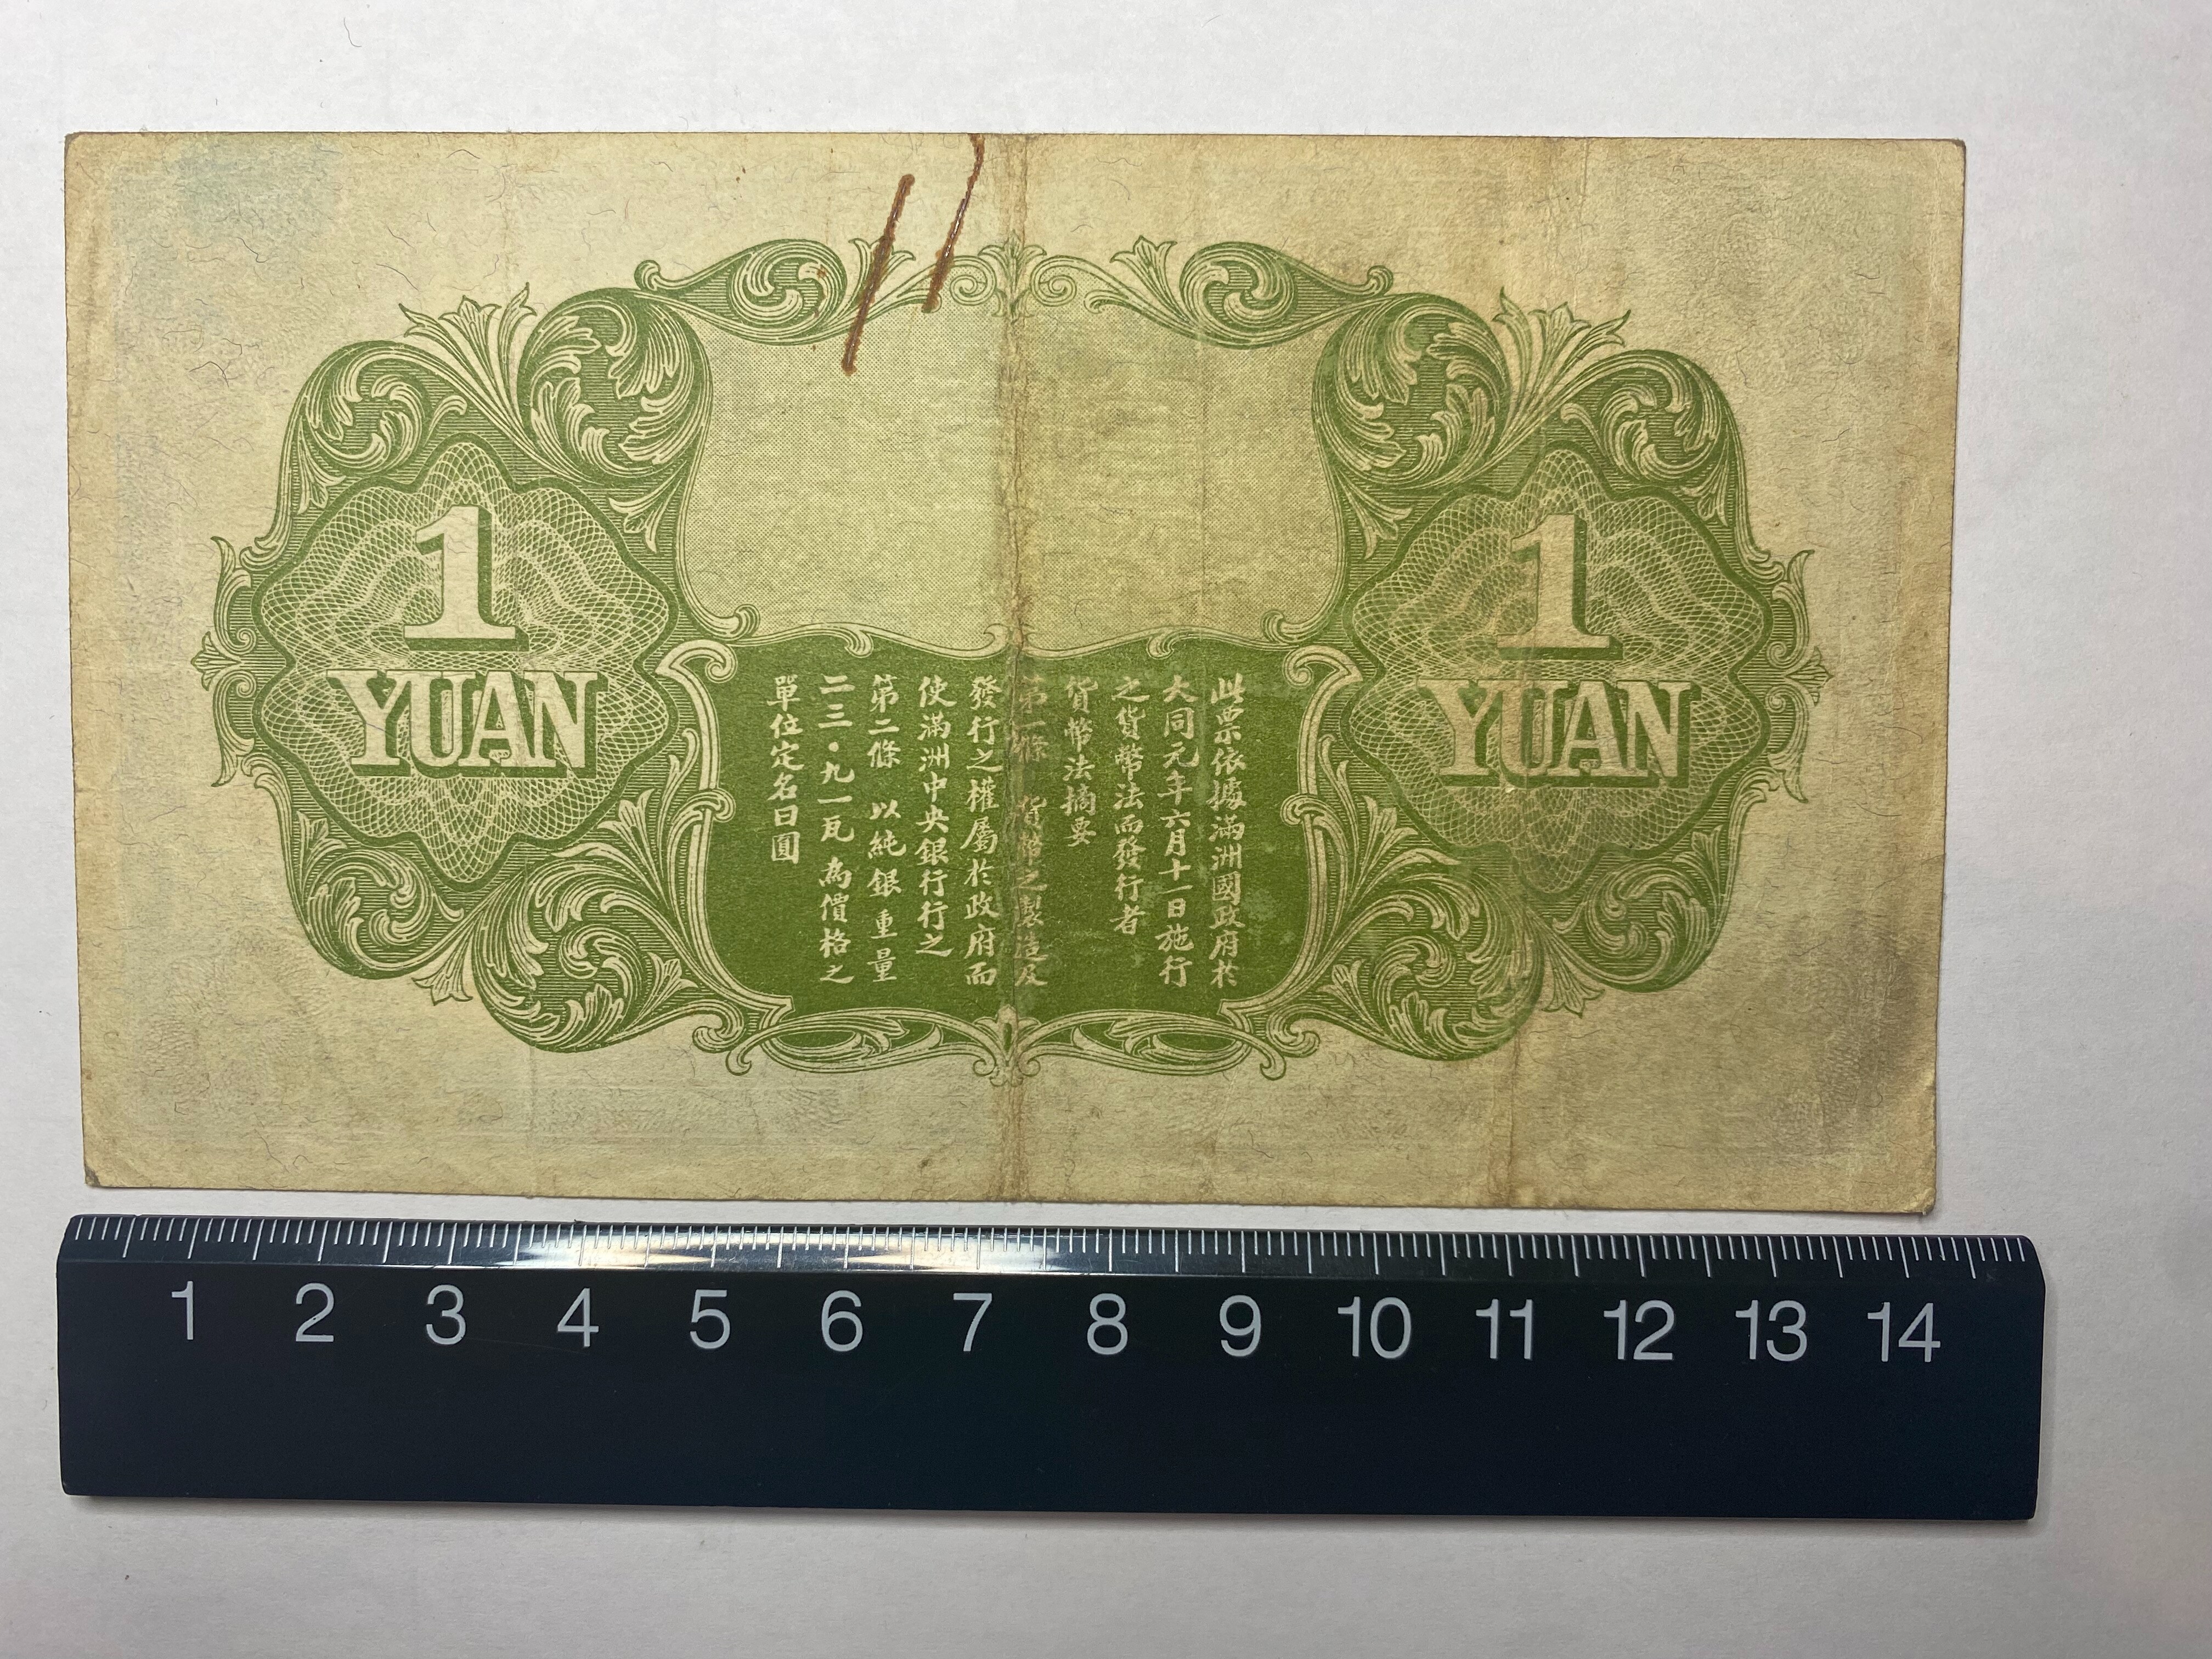 1
YUAN
1
YUAN
此票依據滿洲國政府於
大同元年六月十一日施行
之貨幣法而發行者
貨幣法摘要
第一條 貨幣之製造及
發行之權屬於政府而
使滿洲中央銀行行之
第二條 以純銀重量
二三・九一瓦為價格之
單位定名曰圓
1 2 3 4 5 6 7 8 9 10 11 12 13 14